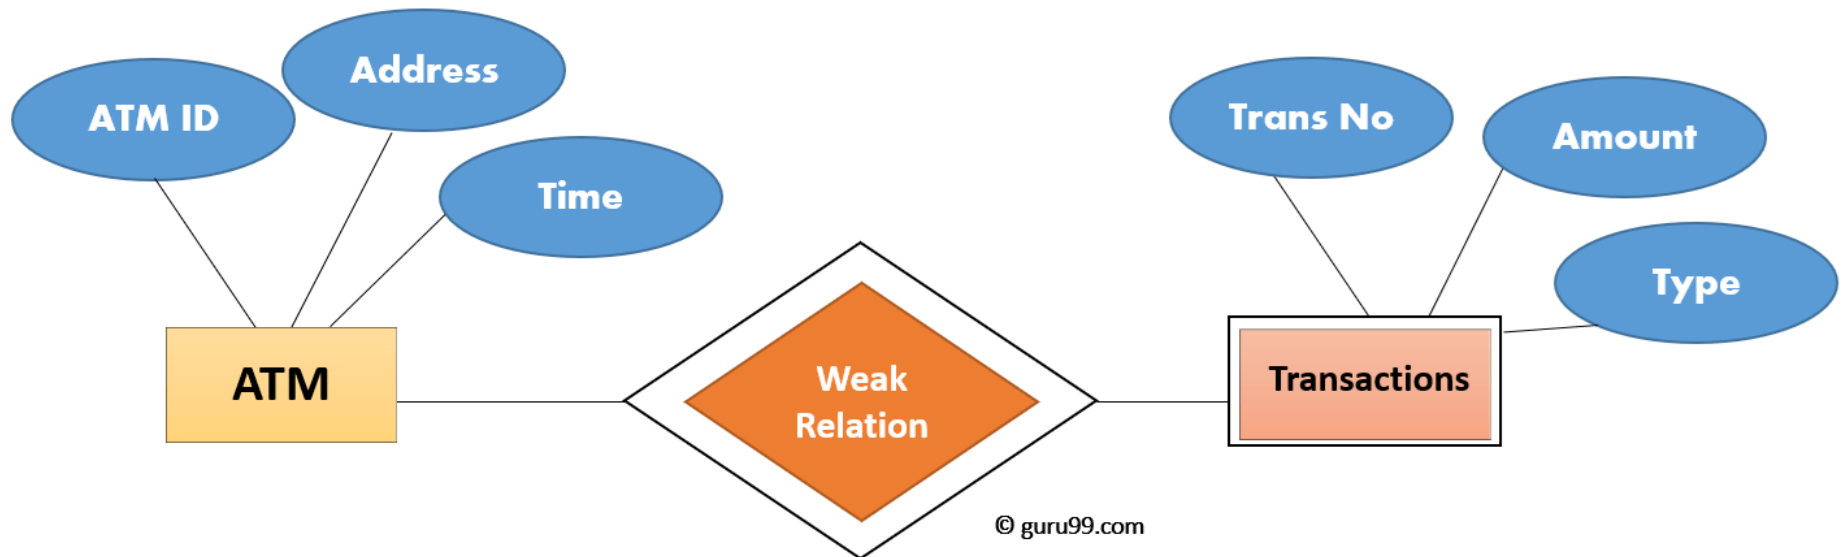 Address
ATM ID
Time
Trans No
Amount
Type
ATM
Weak
Relation
Transactions
© guru99.com